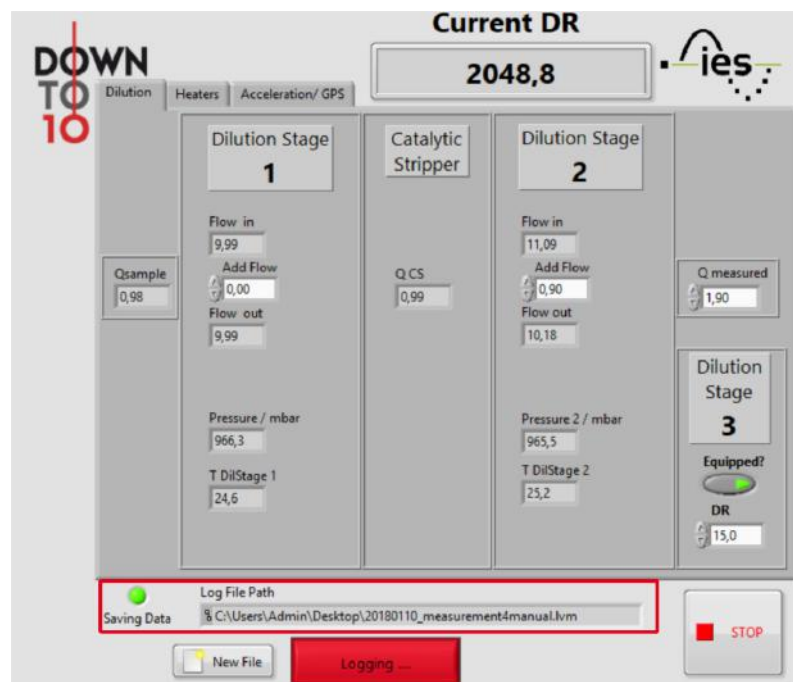 DOWN
TO
10
Current DR
2048,8
ies
Dilution
Heaters
Acceleration/ GPS
Qsample
0,98
Dilution Stage
1
Flow in
9,99
Add Flow
0,00
Flow out
9,99
Pressure / mbar
966,3
T DilStage 1
24,6
Catalytic
Stripper
Q CS
0,99
Dilution Stage
2
Flow in
11,09
Add Flow
0,90
Flow out
10,18
Pressure 2 / mbar
965,5
T DilStage 2
25,2
Q measured
1,90
Dilution
Stage
3
Equipped?
DR
15,0
Saving Data
Log File Path
C:\Users\Admin\Desktop\20180110_measurement4manual.lvm
New File
Logging ....
STOP